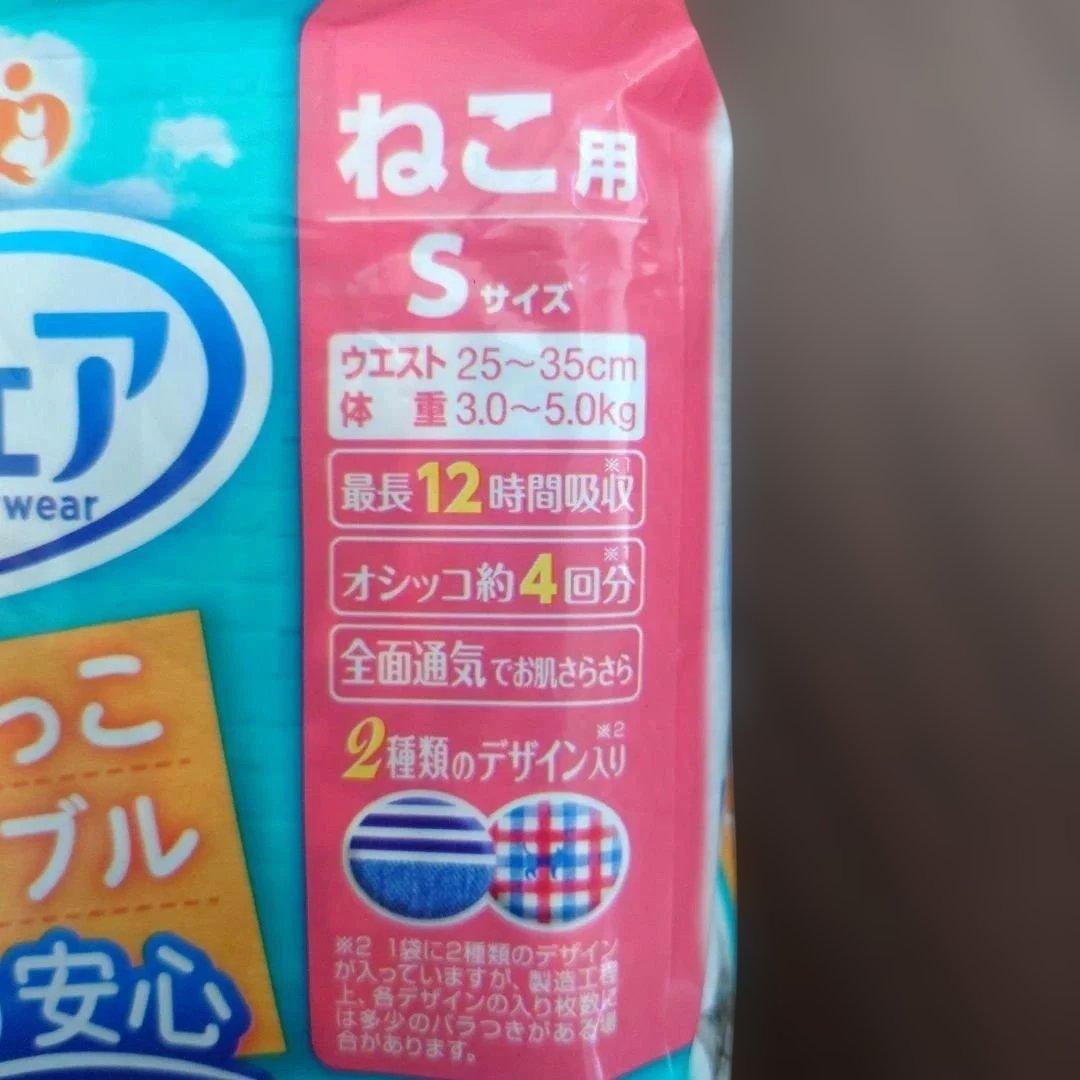 ねこ用
Sサイズ
ウエスト 25～35cm
体 重 3.0～5.0kg
最長12時間吸収※1
オシッコ約4回分※1
全面通気でお肌さらさら
2種類のデザイン入り※2
※2 1袋に2種類のデザイン
が入っていますが、製造工程
上、各デザインの入り枚数に
は多少のバラつきがある場
合があります。
ェア
wear
っこ
ブル
安心